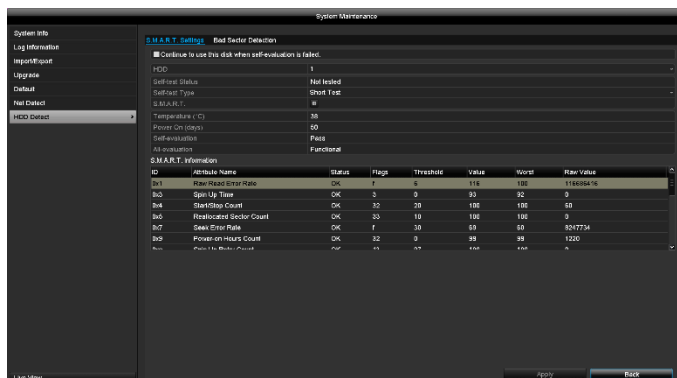 System Maintenance
System Info
Log Information
Import/Export
Upgrade
Default
Net Detect
HDD Detect
S.M.A.R.T. Settings Bad Sector Detection
Continue to use this disk when self-evaluation is failed.
HDD 1
Self-test Status Not tested
Self-test Type Short Test
S.M.A.R.T.
Temperature (°C) 38
Power On (days) 50
Self-evaluation Pass
All-evaluation Functional
S.M.A.R.T. Information
ID Attribute Name Status Flags Threshold Value Worst Raw Value
0x1 Raw Read Error Rate OK f 6 116 100 116686416
0x3 Spin Up Time OK 3 0 93 92 0
0x4 Start/Stop Count OK 32 20 100 100 60
0x5 Reallocated Sector Count OK 33 10 100 100 0
0x7 Seek Error Rate OK f 30 69 60 9247734
0x9 Power-on Hours Count OK 32 0 99 99 1220
Live View
Apply Back